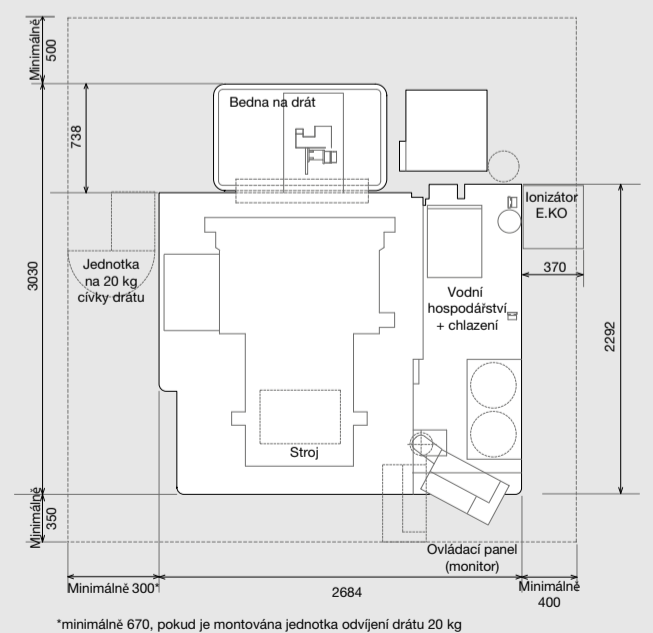 Minimálně
500
Bedna na drát
738
Ionizátor
E.KO
Jednotka
na 20 kg
cívky drátu
3030
370
Vodní
hospodářství
+ chlazení
2292
Stroj
Minimálně
350
Ovládací panel
(monitor)
Minimálně 300*
2684
Minimálně
400
*minimálně 670, pokud je montována jednotka odvíjení drátu 20 kg